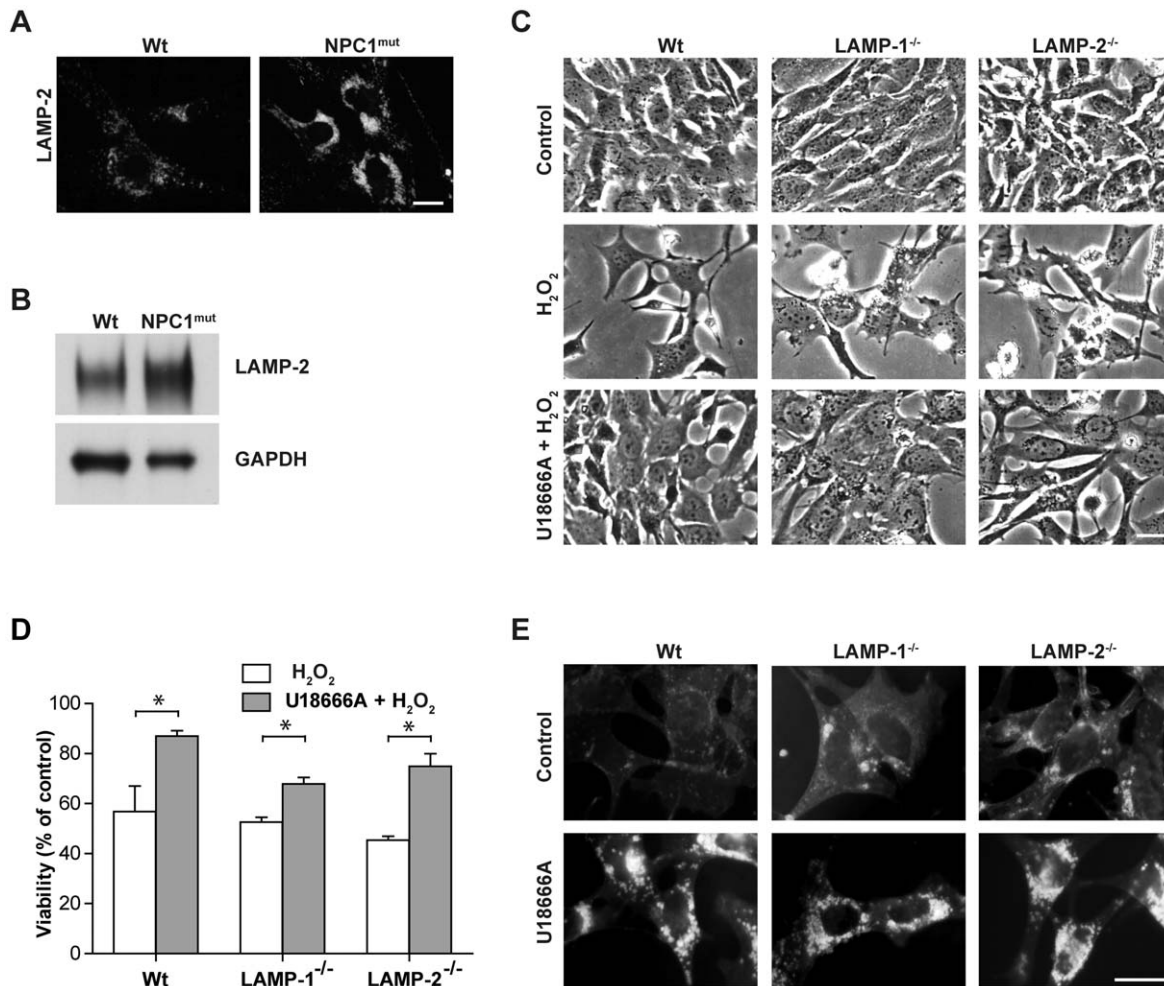 A
Wt NPC1ᵐᵘᵗ
LAMP-2
B
Wt NPC1ᵐᵘᵗ
LAMP-2
GAPDH
C
Wt LAMP-1⁻/⁻ LAMP-2⁻/⁻
Control
H₂O₂
U18666A + H₂O₂
D
H₂O₂
U18666A + H₂O₂
* * *
Viability (% of control)
100
80
60
40
20
0
Wt LAMP-1⁻/⁻ LAMP-2⁻/⁻
E
Wt LAMP-1⁻/⁻ LAMP-2⁻/⁻
Control
U18666A